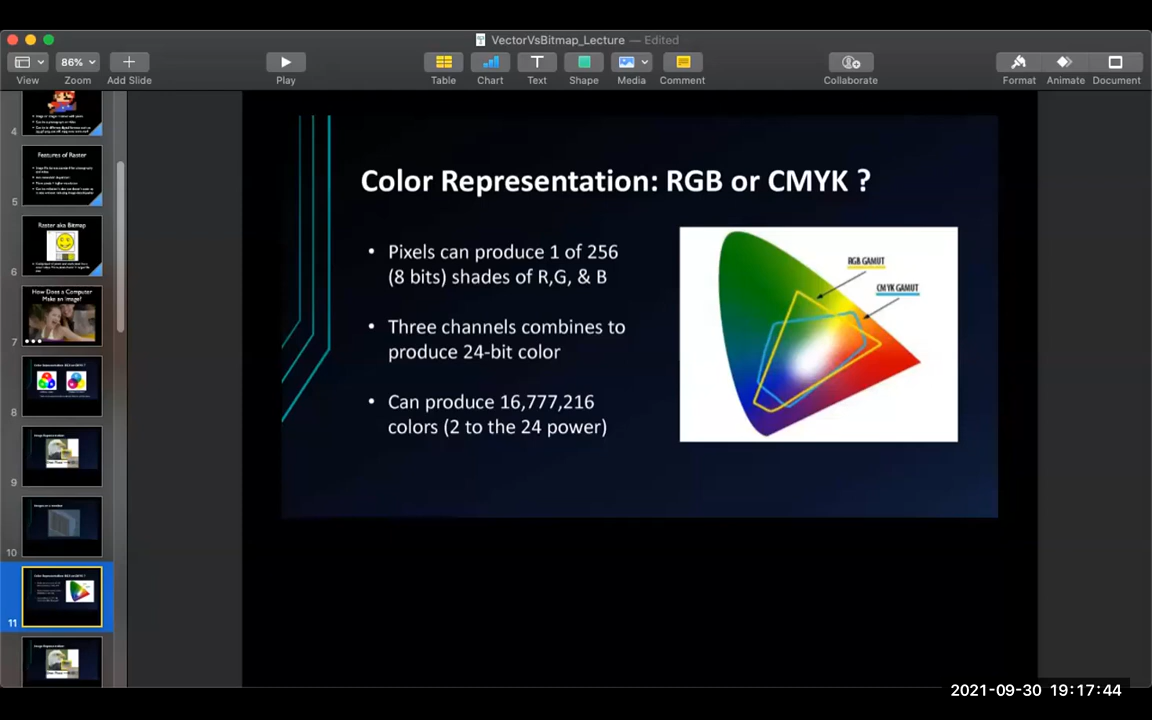 VectorVsBitmap_Lecture — Edited
86%
View
Zoom
Add Slide
Play
Table
Chart
Text
Shape
Media
Comment
Collaborate
Format
Animate
Document
4
Features of Raster
5
Raster aka Bitmap
6
How Does a Computer
Make an Image?
7
8
9
10
11
Color Representation: RGB or CMYK ?
• Pixels can produce 1 of 256
(8 bits) shades of R,G, & B
• Three channels combines to
produce 24-bit color
• Can produce 16,777,216
colors (2 to the 24 power)
RGB GAMUT
CMYK GAMUT
2021-09-30 19:17:44